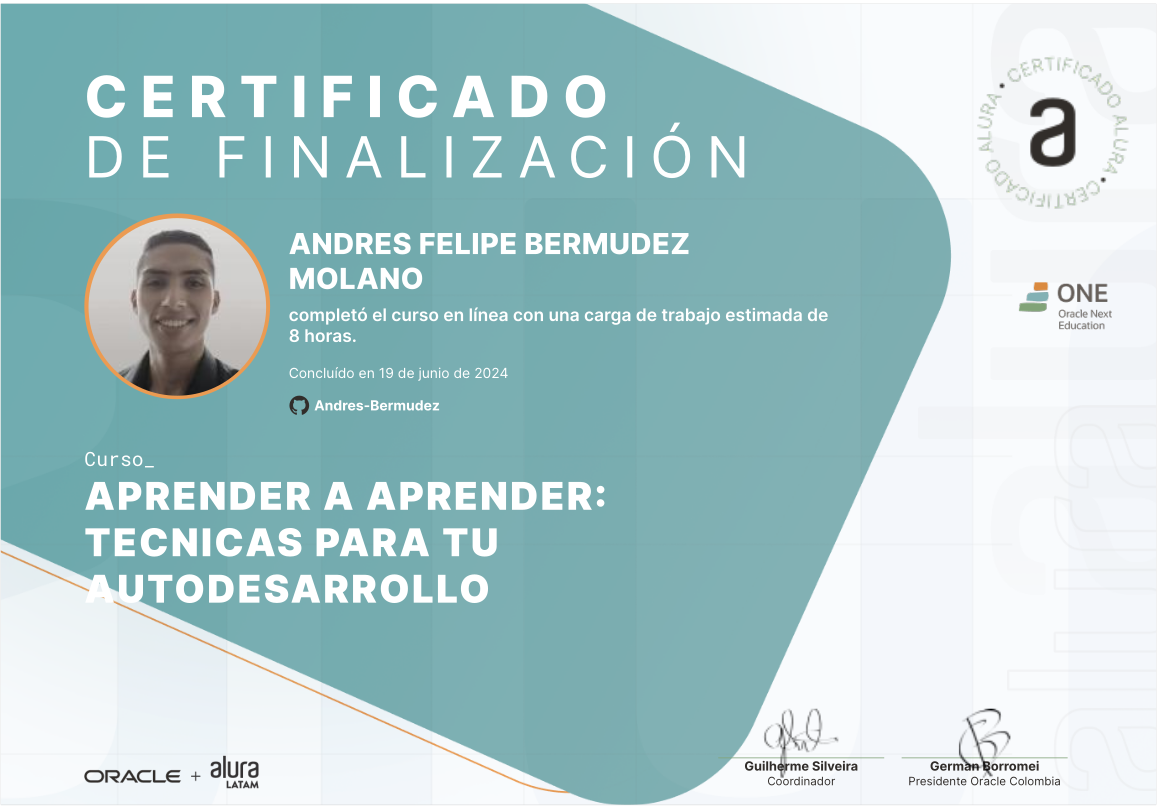 CERTIFICADO
DE FINALIZACIÓN
CERTIFICADO ALURA • CERTIFICADO ALURA •
a
ANDRES FELIPE BERMUDEZ
MOLANO
completó el curso en línea con una carga de trabajo estimada de
8 horas.
Concluído en 19 de junio de 2024
Andres-Bermudez
ONE
Oracle Next
Education
Curso_
APRENDER A APRENDER:
TECNICAS PARA TU
AUTODESARROLLO
ORACLE + alura
LATAM
Guilherme Silveira
Coordinador
German Borromei
Presidente Oracle Colombia
alura